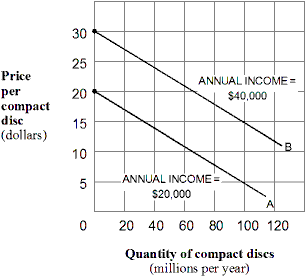 Price
per
compact
disc
(dollars)
30
25
20
15
10
5
0
20 40 60 80 100 120
ANNUAL INCOME =
$40,000
B
ANNUAL INCOME =
$20,000
A
Quantity of compact discs
(millions per year)